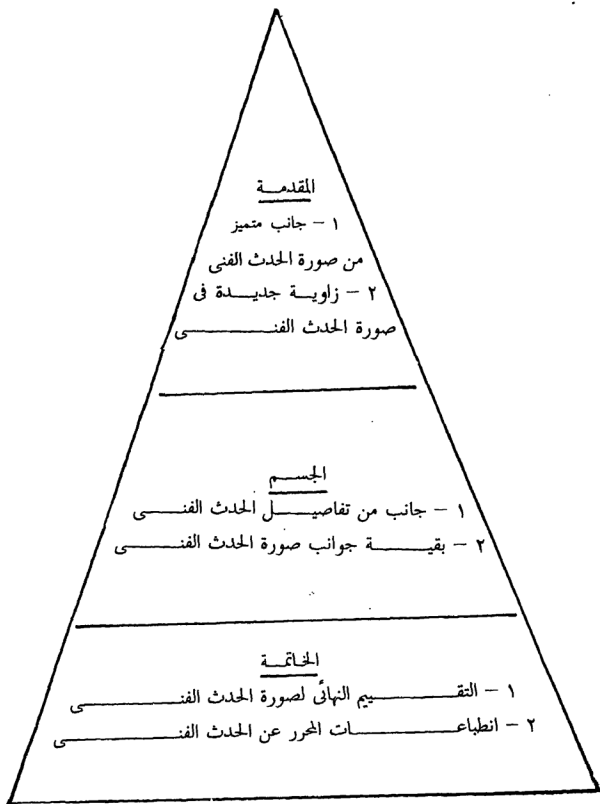 المقدمة
١ – جانب متميز
من صورة الحدث الفنى
٢ – زاوية جديدة فى
صورة الحدث الفنى
الجسم
١ – جانب من تفاصيل الحدث الفنى
٢ – بقية جوانب صورة الحدث الفنى
الخاتمة
١ – التقييم النهائى لصورة الحدث الفنى
٢ – انطباعات المحرر عن الحدث الفنى